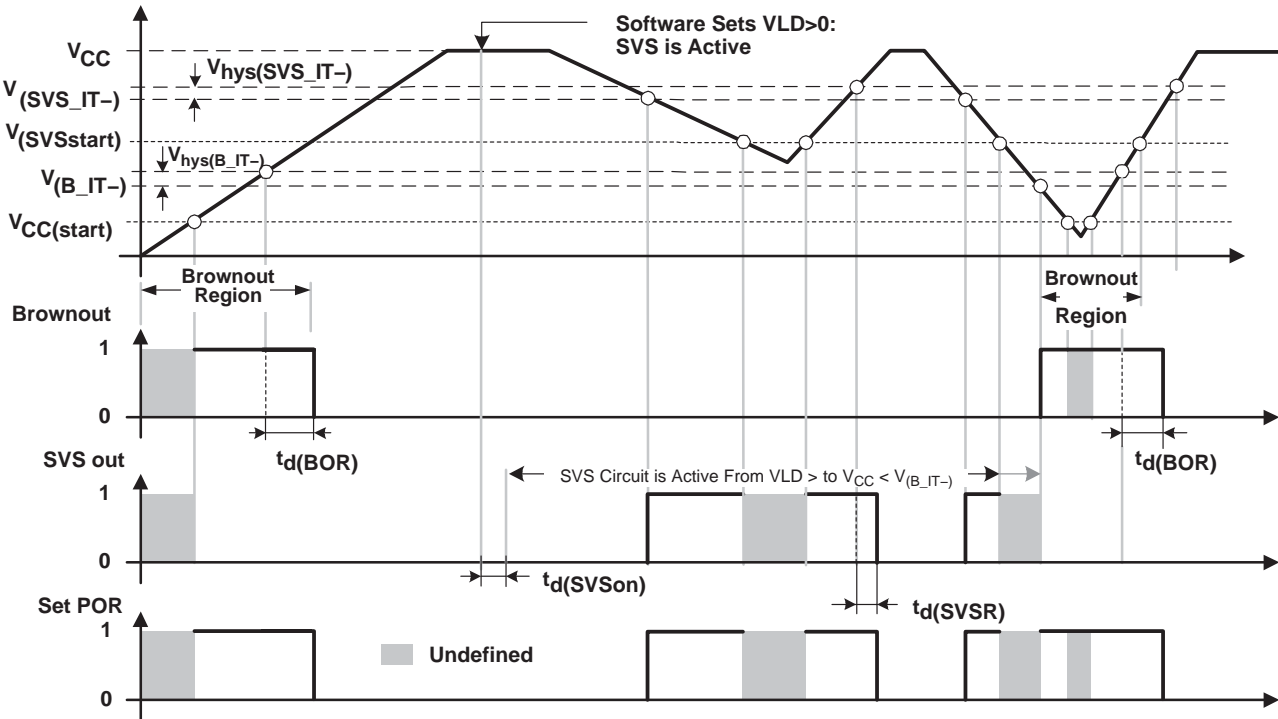 Software Sets VLD>0:
SVS is Active
VCC
Vhys(SVS_IT–)
V(SVS_IT–)
V(SVSstart)
Vhys(B_IT–)
V(B_IT–)
VCC(start)
Brownout
Region
Brownout
Region
Brownout
1
0
td(BOR)
td(BOR)
SVS out
SVS Circuit is Active From VLD > to VCC < V(B_IT–)
1
0
td(SVSon)
td(SVSR)
Set POR
1
Undefined
0